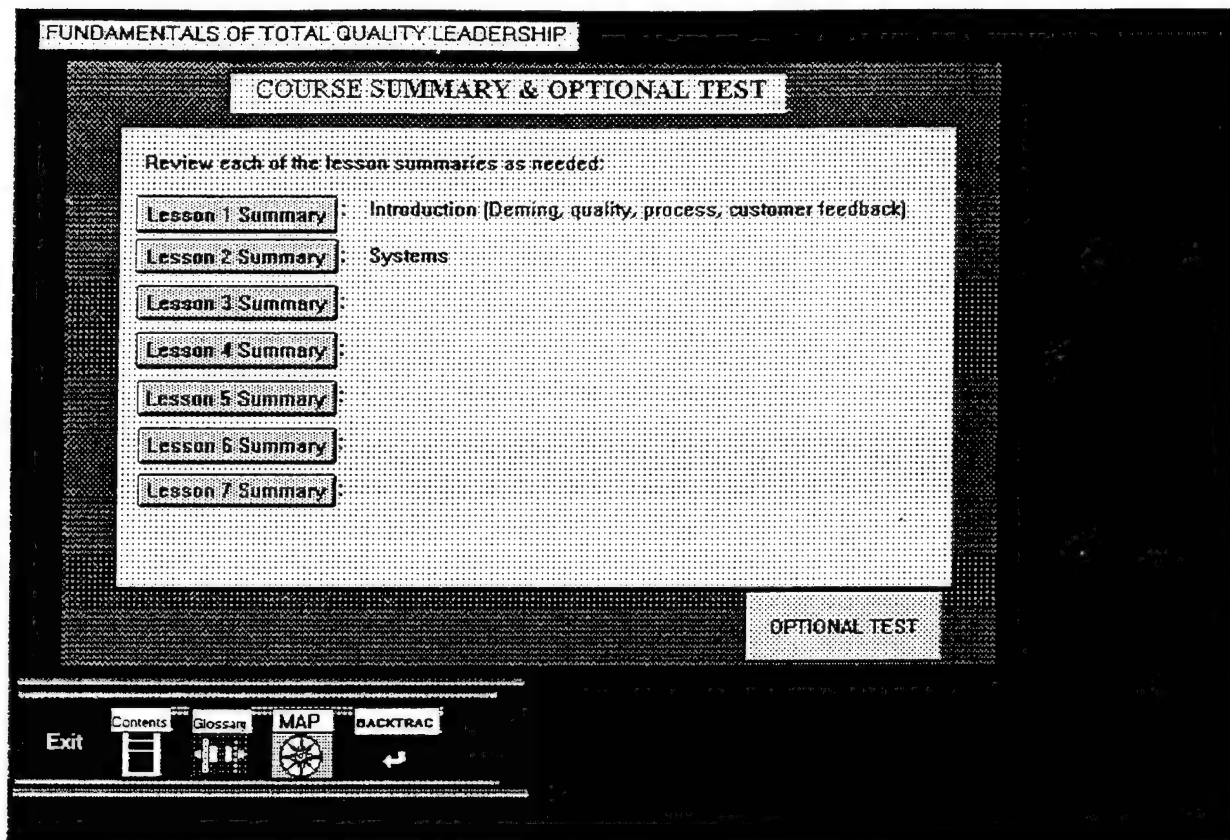 FUNDAMENTALS OF TOTAL QUALITY LEADERSHIP
COURSE SUMMARY & OPTIONAL TEST
Review each of the lesson summaries as needed:
Lesson 1 Summary : Introduction (Deming, quality, process, customer feedback)
Lesson 2 Summary : Systems
Lesson 3 Summary :
Lesson 4 Summary :
Lesson 5 Summary :
Lesson 6 Summary :
Lesson 7 Summary :
OPTIONAL TEST
Exit Contents Glossary MAP BACKTRAC